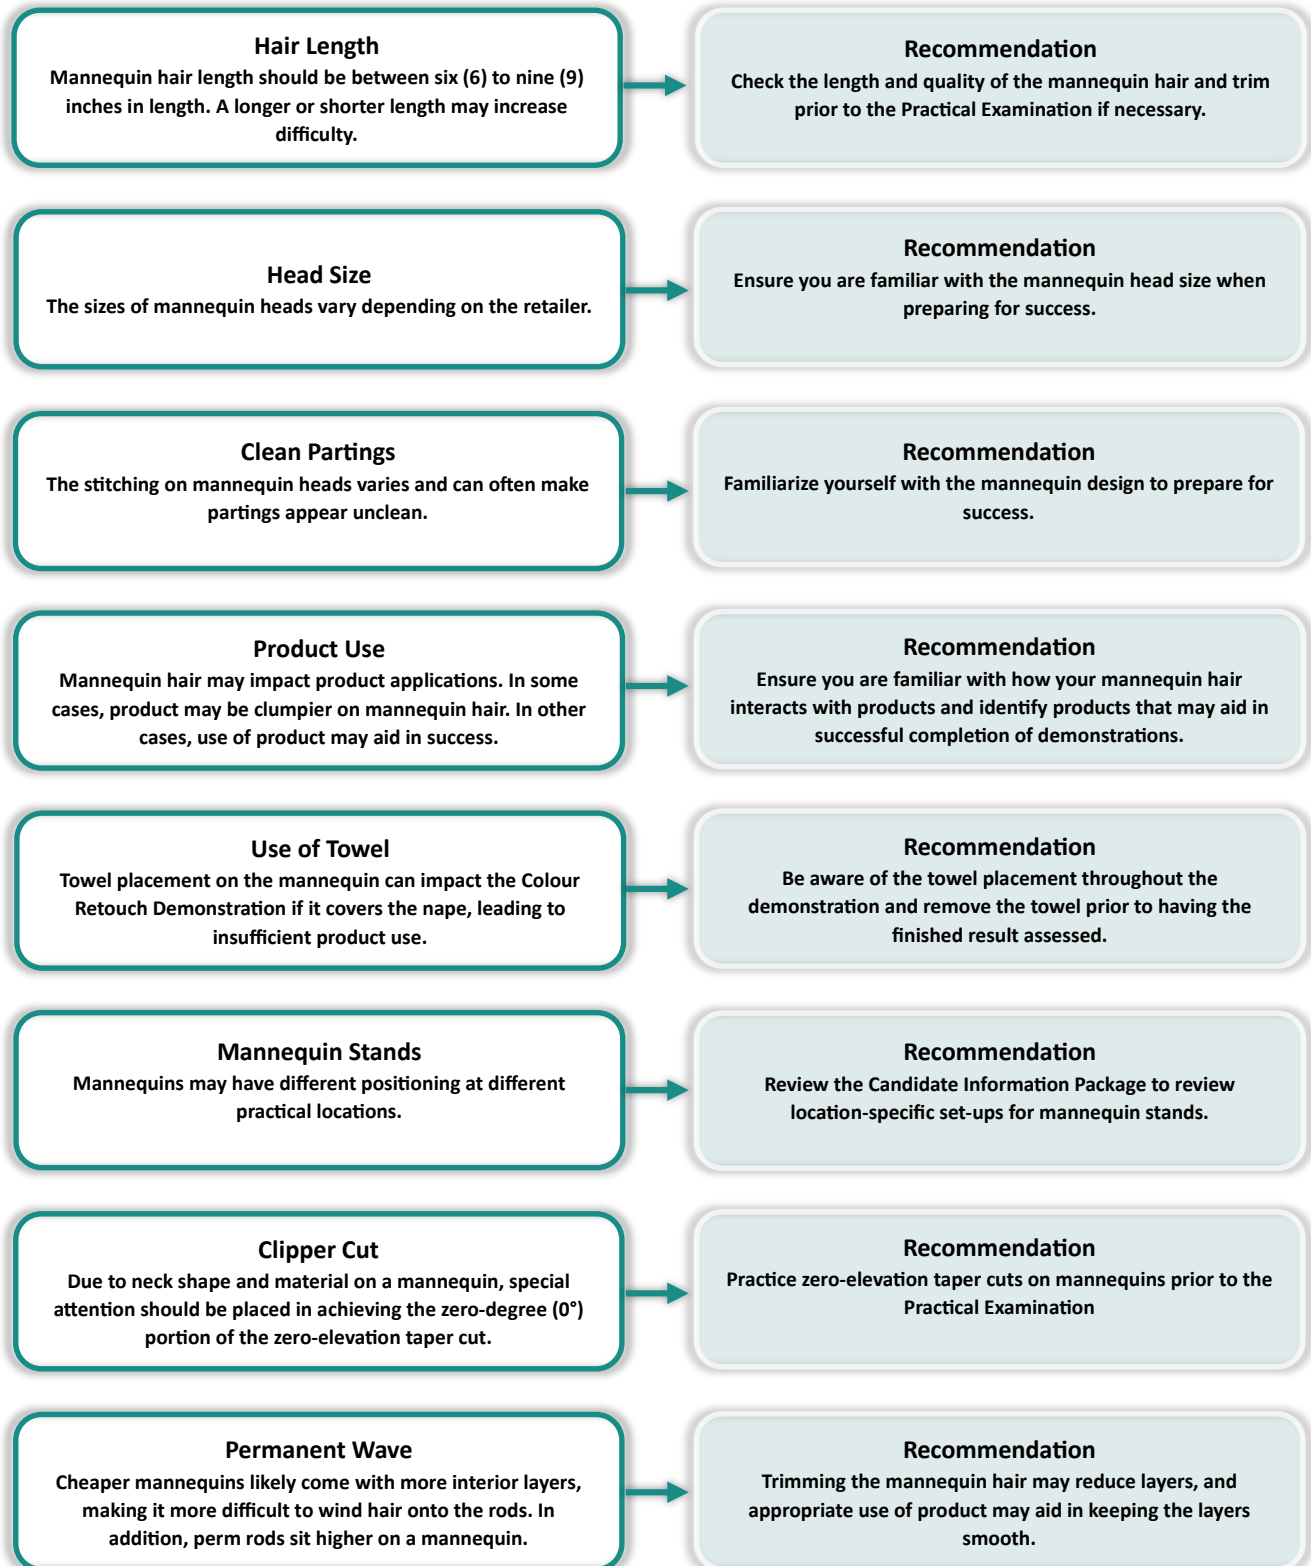 Hair Length
Mannequin hair length should be between six (6) to nine (9)
inches in length. A longer or shorter length may increase
difficulty.
Recommendation
Check the length and quality of the mannequin hair and trim
prior to the Practical Examination if necessary.
Head Size
The sizes of mannequin heads vary depending on the retailer.
Recommendation
Ensure you are familiar with the mannequin head size when
preparing for success.
Clean Partings
The stitching on mannequin heads varies and can often make
partings appear unclean.
Recommendation
Familiarize yourself with the mannequin design to prepare for
success.
Product Use
Mannequin hair may impact product applications. In some
cases, product may be clumpier on mannequin hair. In other
cases, use of product may aid in success.
Recommendation
Ensure you are familiar with how your mannequin hair
interacts with products and identify products that may aid in
successful completion of demonstrations.
Use of Towel
Towel placement on the mannequin can impact the Colour
Retouch Demonstration if it covers the nape, leading to
insufficient product use.
Recommendation
Be aware of the towel placement throughout the
demonstration and remove the towel prior to having the
finished result assessed.
Mannequin Stands
Mannequins may have different positioning at different
practical locations.
Recommendation
Review the Candidate Information Package to review
location-specific set-ups for mannequin stands.
Clipper Cut
Due to neck shape and material on a mannequin, special
attention should be placed in achieving the zero-degree (0°)
portion of the zero-elevation taper cut.
Recommendation
Practice zero-elevation taper cuts on mannequins prior to the
Practical Examination
Permanent Wave
Cheaper mannequins likely come with more interior layers,
making it more difficult to wind hair onto the rods. In
addition, perm rods sit higher on a mannequin.
Recommendation
Trimming the mannequin hair may reduce layers, and
appropriate use of product may aid in keeping the layers
smooth.